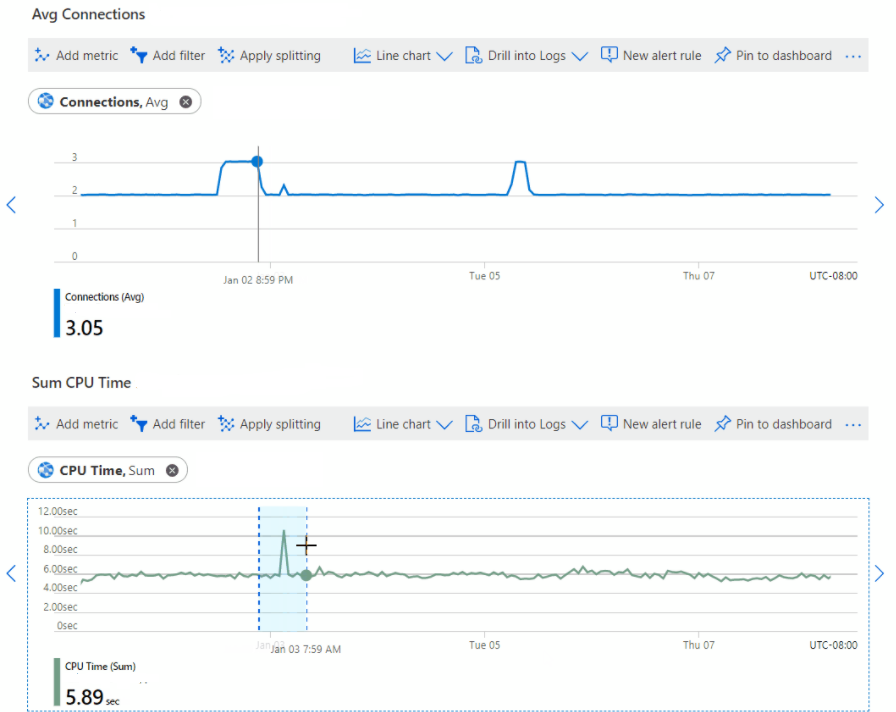 Avg Connections
Add metric Add filter Apply splitting Line chart Drill into Logs New alert rule Pin to dashboard ...
Connections, Avg
3
2
1
0
Jan 02 8:59 PM Tue 05 Thu 07 UTC-08:00
Connections (Avg)
3.05
Sum CPU Time
Add metric Add filter Apply splitting Line chart Drill into Logs New alert rule Pin to dashboard ...
CPU Time, Sum
12.00sec
10.00sec
8.00sec
6.00sec
4.00sec
2.00sec
0sec
Jan 03 7:59 AM Tue 05 Thu 07 UTC-08:00
CPU Time (Sum)
5.89 sec